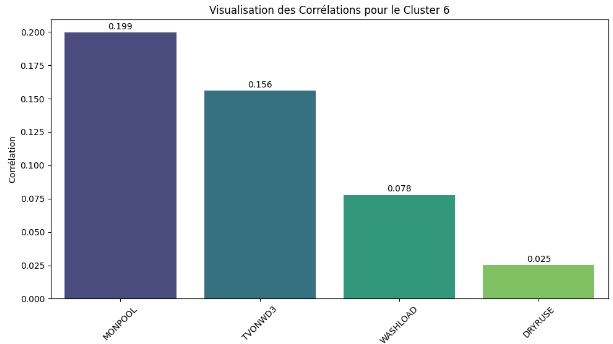 Visualisation des Corrélations pour le Cluster 6
Corrélation
0.200
0.175
0.150
0.125
0.100
0.075
0.050
0.025
0.000
0.199
0.156
0.078
0.025
MONPOOL
TVONWD3
WASHLOAD
DRYRUSE